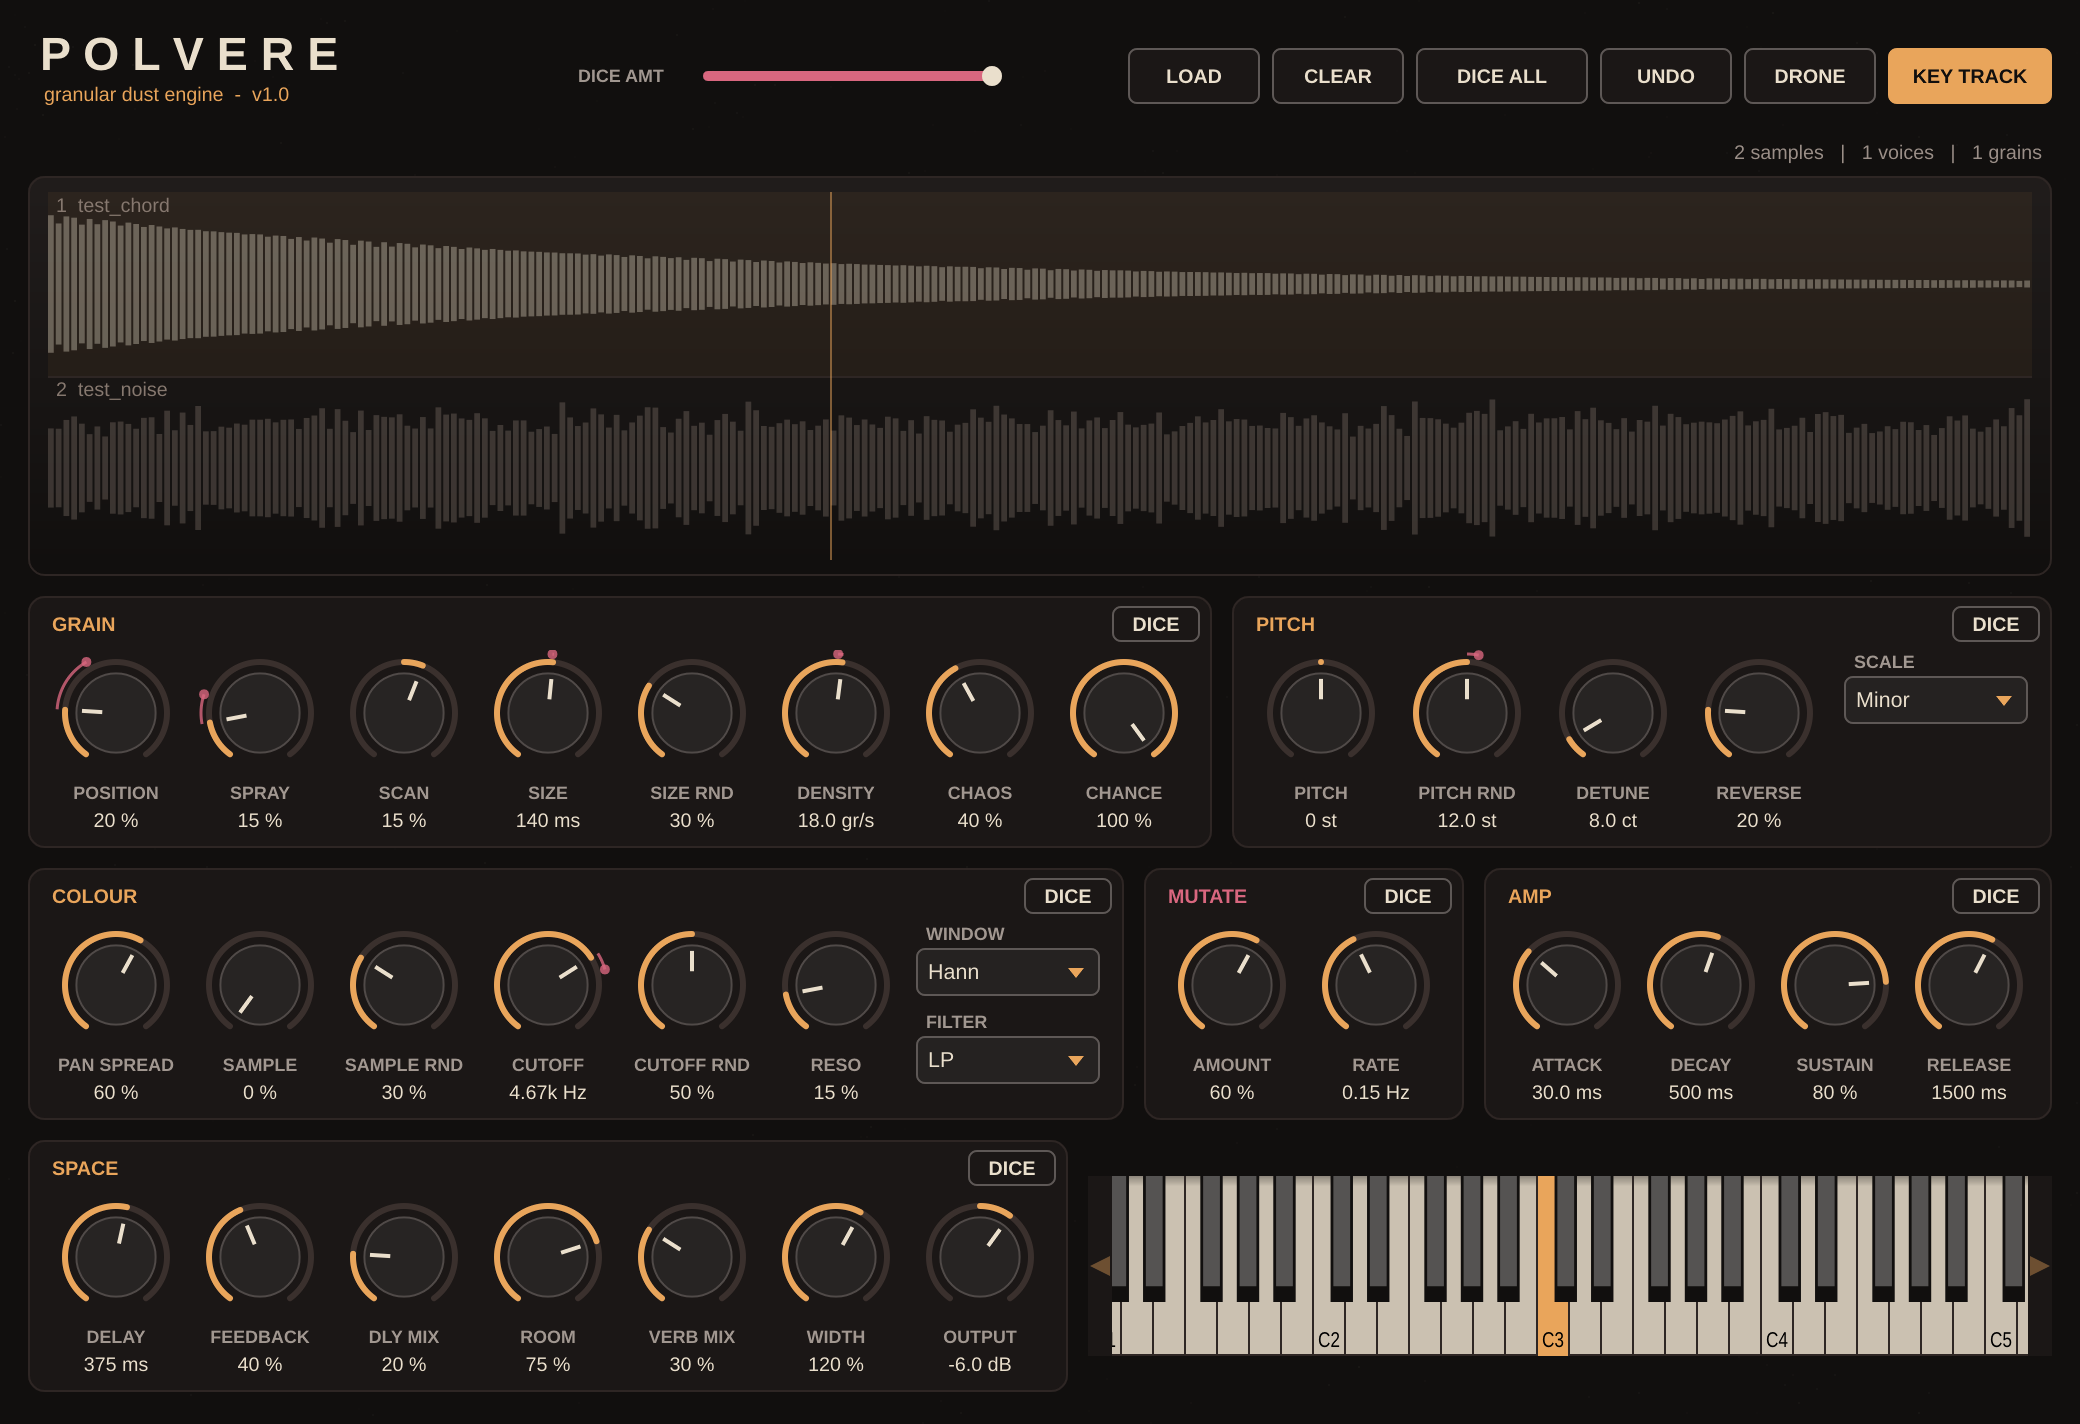 POLVERE
granular dust engine - v1.0
DICE AMT
LOAD
CLEAR
DICE ALL
UNDO
DRONE
KEY TRACK
2 samples | 1 voices | 1 grains
1 test_chord
2 test_noise
GRAIN
DICE
POSITION
20 %
SPRAY
15 %
SCAN
15 %
SIZE
140 ms
SIZE RND
30 %
DENSITY
18.0 gr/s
CHAOS
40 %
CHANCE
100 %
PITCH
DICE
PITCH
0 st
PITCH RND
12.0 st
DETUNE
8.0 ct
REVERSE
20 %
SCALE
Minor
COLOUR
DICE
PAN SPREAD
60 %
SAMPLE
0 %
SAMPLE RND
30 %
CUTOFF
4.67k Hz
CUTOFF RND
50 %
RESO
15 %
WINDOW
Hann
FILTER
LP
MUTATE
DICE
AMOUNT
60 %
RATE
0.15 Hz
AMP
DICE
ATTACK
30.0 ms
DECAY
500 ms
SUSTAIN
80 %
RELEASE
1500 ms
SPACE
DICE
DELAY
375 ms
FEEDBACK
40 %
DLY MIX
20 %
ROOM
75 %
VERB MIX
30 %
WIDTH
120 %
OUTPUT
-6.0 dB
C2
C3
C4
C5